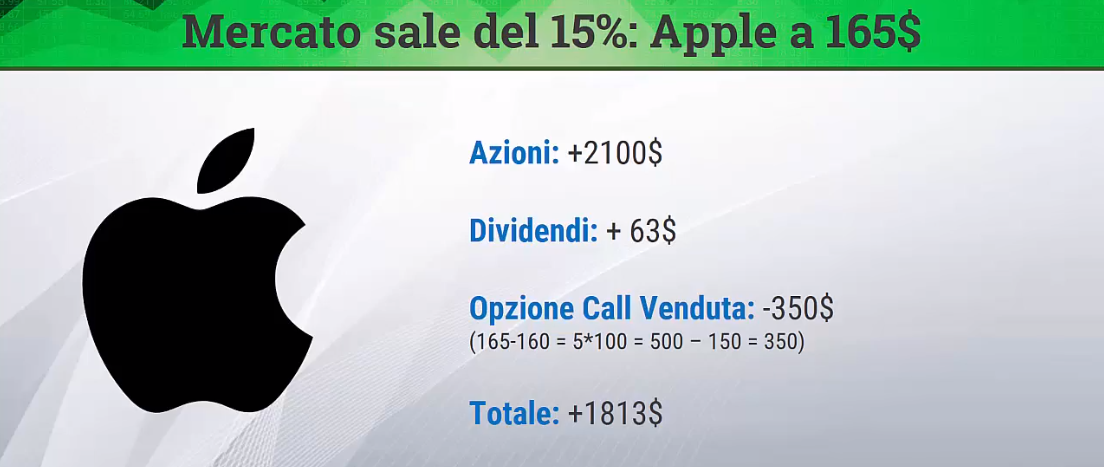 Mercato sale del 15%: Apple a 165$
Azioni: +2100$
Dividendi: + 63$
Opzione Call Venduta: -350$
(165-160 = 5*100 = 500 – 150 = 350)
Totale: +1813$